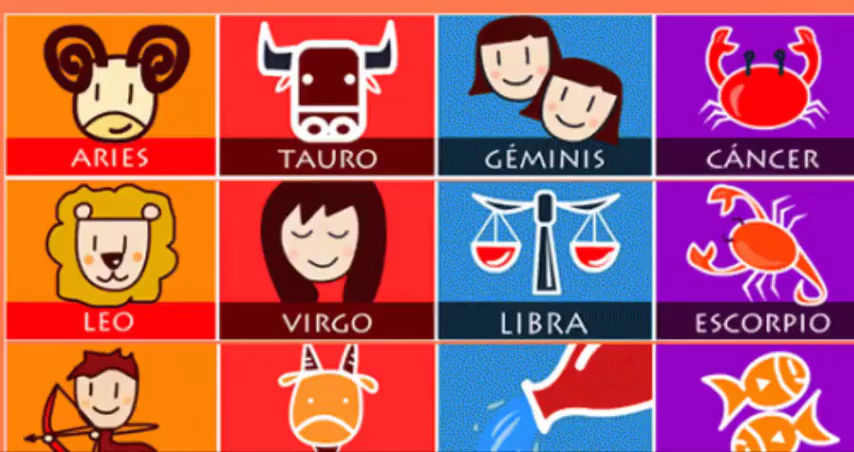 ARIES
TAURO
GÉMINIS
CÁNCER
LEO
VIRGO
LIBRA
ESCORPIO